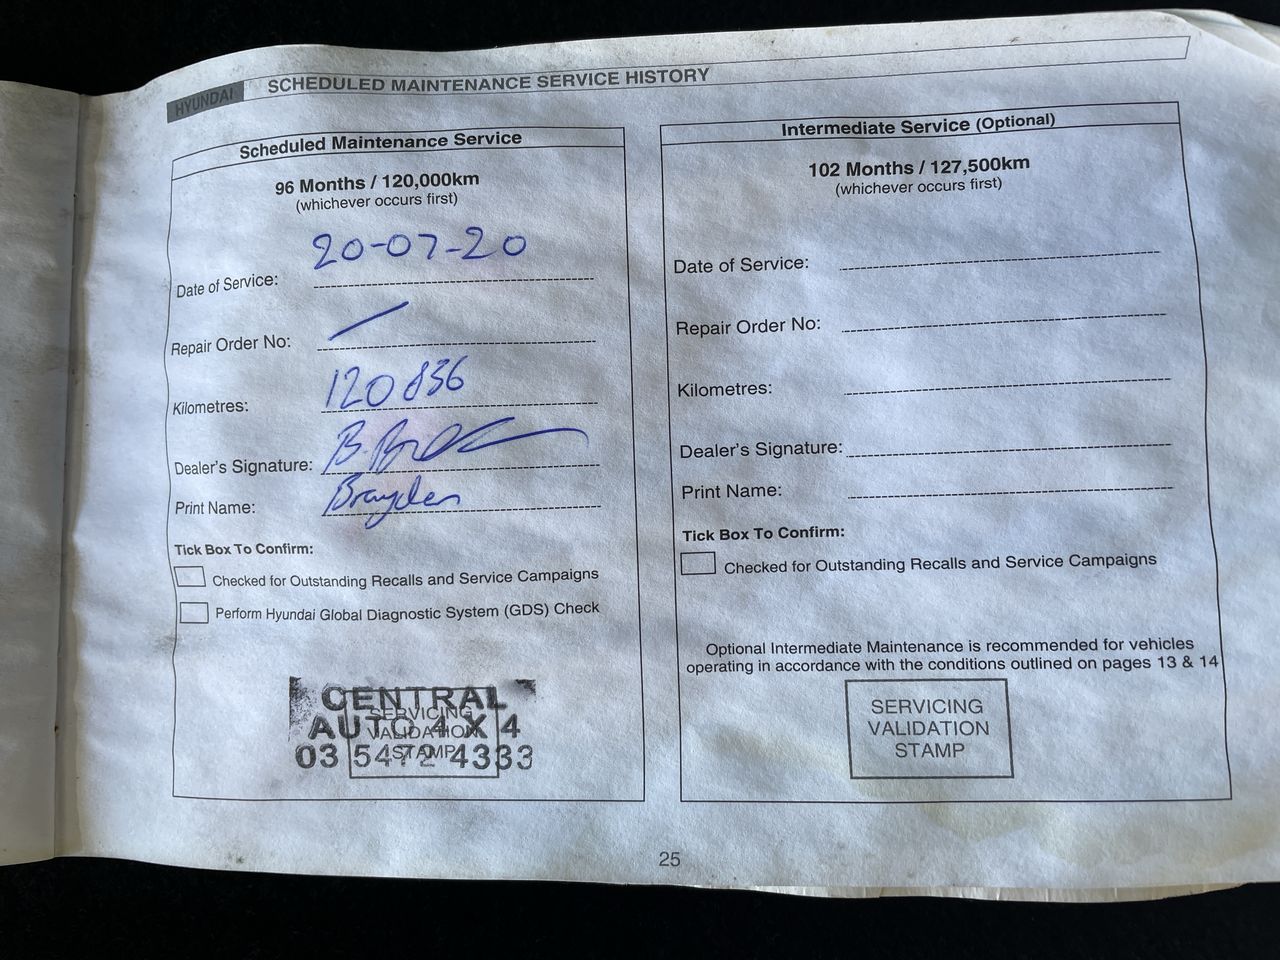 HYUNDAI
SCHEDULED MAINTENANCE SERVICE HISTORY
Scheduled Maintenance Service
96 Months / 120,000km
(whichever occurs first)
Date of Service: 20-07-20
Repair Order No: /
Kilometres: 120836
Dealer's Signature: B.
Print Name: Brayden
Tick Box To Confirm:
Checked for Outstanding Recalls and Service Campaigns
Perform Hyundai Global Diagnostic System (GDS) Check
CENTRAL
AUTO 4 X 4
03 5472 4333
SERVICING
VALIDATION
STAMP
Intermediate Service (Optional)
102 Months / 127,500km
(whichever occurs first)
Date of Service:
Repair Order No:
Kilometres:
Dealer's Signature:
Print Name:
Tick Box To Confirm:
Checked for Outstanding Recalls and Service Campaigns
Optional Intermediate Maintenance is recommended for vehicles
operating in accordance with the conditions outlined on pages 13 & 14
SERVICING
VALIDATION
STAMP
25